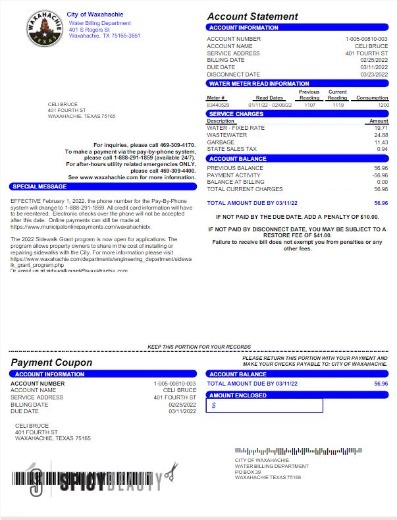 WAXAHACHIE
City of Waxahachie
Water Billing Department
401 S Rogers St
Waxahachie, TX 75165-3651
CELI BRUCE
401 FOURTH ST
WAXAHACHIE, TX 75165
For inquiries, please call 469-309-4170.
To make a payment via the pay-by-phone system,
please call 1-888-291-1859 (available 24/7).
For after-hours utility related emergencies ONLY,
please call 469-309-4400.
See www.waxahachie.com for more information.
SPECIAL MESSAGE
EFFECTIVE February 1, 2022, the phone number for the Pay-By-Phone
system will change to 1-888-291-1859. All credit card information will have
to be reentered. Electronic checks over the phone will not be accepted
after this date. Online payments can still be made at
https://www.municipalonlinepayments.com/waxahachietx
The 2022 Sidewalk Grant program is now open for applications. The
program allows property owners to share in the cost of installing or
repairing sidewalks with the City. For more information please visit
https://www.waxahachie.com/departments/engineering_department/sidewa
lk_grant_program.php
Account Statement
ACCOUNT INFORMATION
ACCOUNT NUMBER 1-005-00810-003
ACCOUNT NAME CELI BRUCE
SERVICE ADDRESS 401 FOURTH ST
BILLING DATE 02/25/2022
DUE DATE 03/11/2022
DISCONNECT DATE 03/23/2022
WATER METER READ INFORMATION
Previous Current
Meter # Read Dates Reading Reading Consumption
01/11/22 - 02/09/22 1107 1119 1200
SERVICE CHARGES
Description Amount
WATER - FIXED RATE 19.71
WASTEWATER 24.88
GARBAGE 11.43
STATE SALES TAX 0.94
ACCOUNT BALANCE
PREVIOUS BALANCE 56.96
PAYMENT ACTIVITY -56.96
BALANCE AT BILLING 0.00
TOTAL CURRENT CHARGES 56.96
TOTAL AMOUNT DUE BY 03/11/22 56.96
IF NOT PAID BY THE DUE DATE, ADD A PENALTY OF $10.00.
IF NOT PAID BY DISCONNECT DATE, YOU MAY BE SUBJECT TO A
RESTORE FEE OF $41.00.
Failure to receive bill does not exempt you from penalties or any
other fees.
KEEP THIS PORTION FOR YOUR RECORDS
PLEASE RETURN THIS PORTION WITH YOUR PAYMENT AND
MAKE YOUR CHECKS PAYABLE TO: CITY OF WAXAHACHIE.
Payment Coupon
ACCOUNT INFORMATION
ACCOUNT NUMBER 1-005-00810-003
ACCOUNT NAME CELI BRUCE
SERVICE ADDRESS 401 FOURTH ST
BILLING DATE 02/25/2022
DUE DATE 03/11/2022
CELI BRUCE
401 FOURTH ST
WAXAHACHIE, TEXAS 75165
ACCOUNT BALANCE
TOTAL AMOUNT DUE BY 03/11/22 56.96
AMOUNT ENCLOSED
$
CITY OF WAXAHACHIE
WATER BILLING DEPARTMENT
PO BOX 39
WAXAHACHIE TEXAS 75168
SPICYBEAUTY